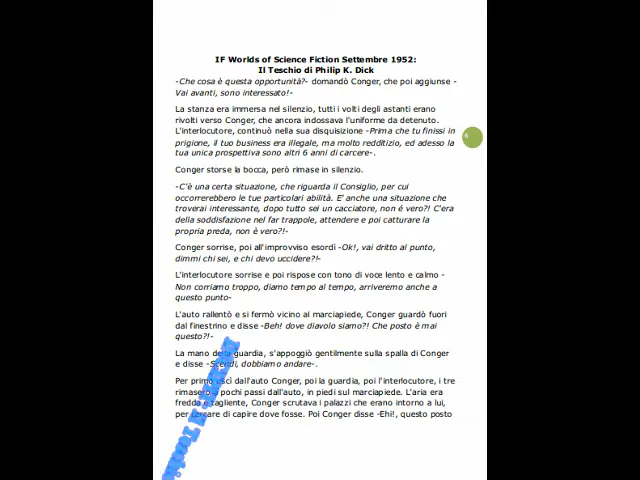 IF Worlds of Science Fiction Settembre 1952:
Il Teschio di Philip K. Dick
-Che cosa è questa opportunità?- domandò Conger, che poi aggiunse -
Vai avanti, sono interessato!-
La stanza era immersa nel silenzio, tutti i volti degli astanti erano
rivolti verso Conger, che ancora indossava l'uniforme da detenuto.
L'interlocutore, continuò nella sua disquisizione -Prima che tu finissi in
prigione, il tuo business era illegale, ma molto redditizio, ed adesso la
tua unica prospettiva sono altri 6 anni di carcere-.
Conger storse la bocca, però rimase in silenzio.
-C'è una certa situazione, che riguarda il Consiglio, per cui
occorrerebbero le tue particolari abilità. E' anche una situazione che
troverai interessante, dopo tutto sei un cacciatore, non é vero?! C'era
della soddisfazione nel far trappole, attendere e poi catturare la
propria preda, non è vero?!-
Conger sorrise, poi all'improvviso esordì -Ok!, vai dritto al punto,
dimmi chi sei, e chi devo uccidere?!-
L'interlocutore sorrise e poi rispose con tono di voce lento e calmo -
Non corriamo troppo, diamo tempo al tempo, arriveremo anche a
questo punto-
L'auto rallentò e si fermò vicino al marciapiede, Conger guardò fuori
dal finestrino e disse -Beh! dove diavolo siamo?! Che posto è mai
questo?!-
La mano della guardia, s'appoggiò gentilmente sulla spalla di Conger
e disse -Scendi, dobbiamo andare-.
Per primo uscì dall'auto Conger, poi la guardia, poi l'interlocutore, i tre
rimasero a pochi passi dall'auto, in piedi sul marciapiede. L'aria era
fredda e tagliente, Conger scrutava i palazzi che erano intorno a lui,
per cercare di capire dove fosse. Poi Conger disse -Ehi!, questo posto